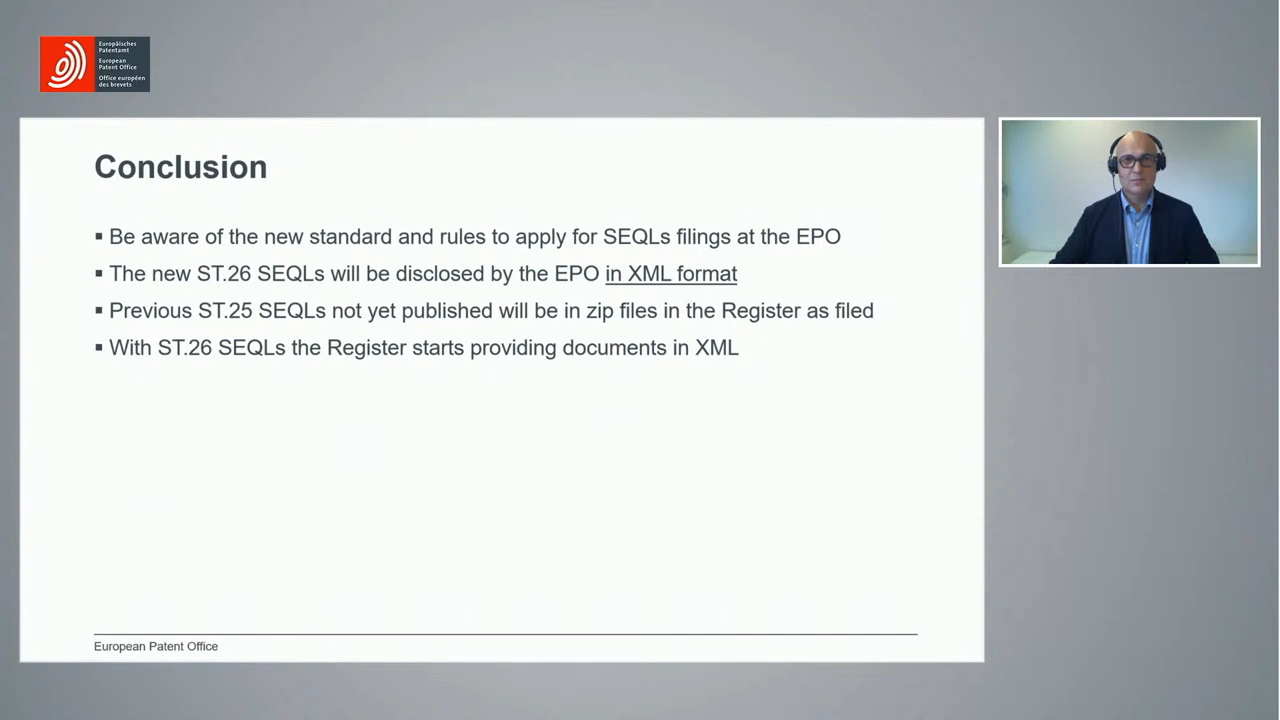 Europäisches
Patentamt
European
Patent Office
Office européen
des brevets
Conclusion
▪ Be aware of the new standard and rules to apply for SEQLs filings at the EPO
▪ The new ST.26 SEQLs will be disclosed by the EPO in XML format
▪ Previous ST.25 SEQLs not yet published will be in zip files in the Register as filed
▪ With ST.26 SEQLs the Register starts providing documents in XML
European Patent Office